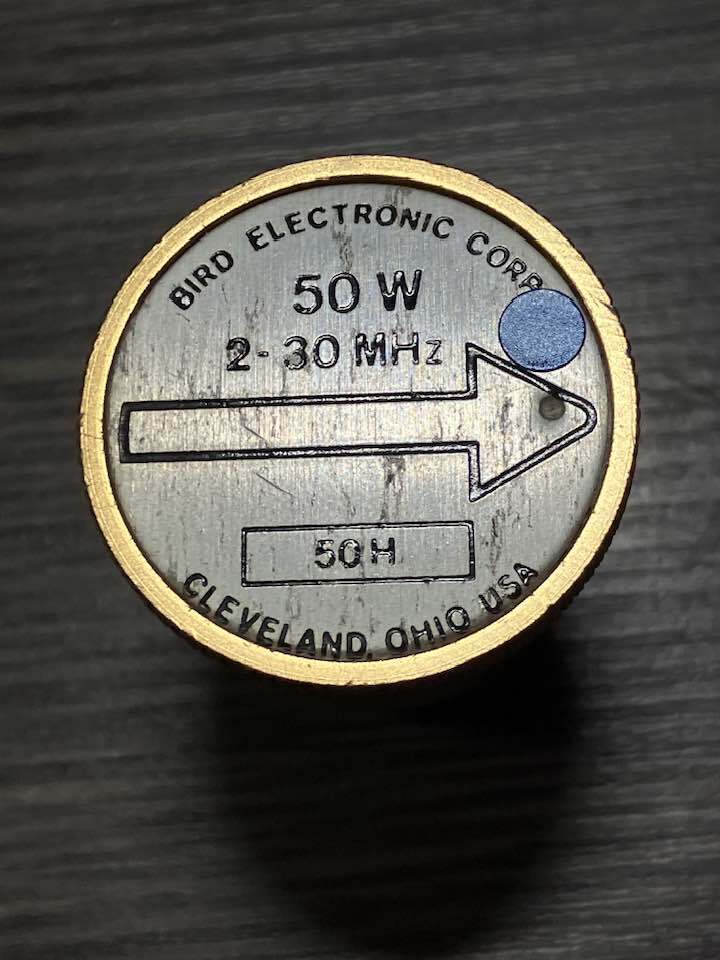 BIRD ELECTRONIC CORP
50 W
2-30 MHz
50H
CLEVELAND, OHIO USA